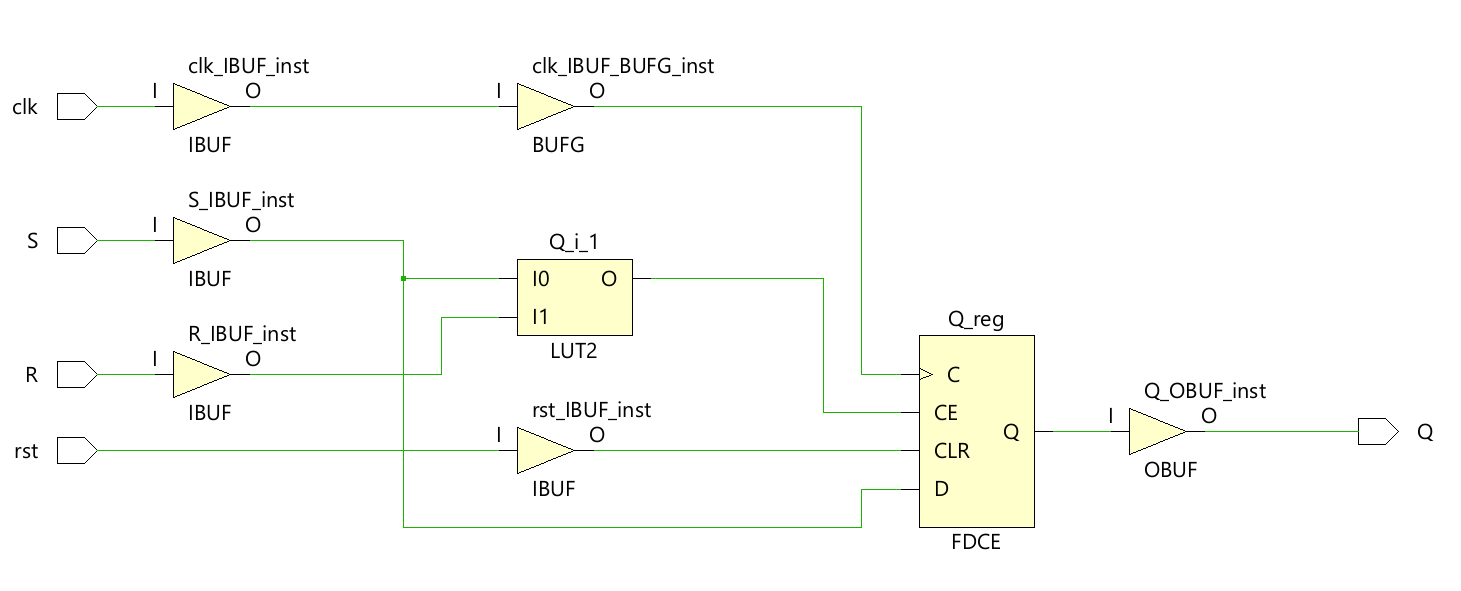 clk_IBUF_inst
clk_IBUF_BUFG_inst
I
O
I
O
clk
IBUF
BUFG
S_IBUF_inst
I
O
S
Q_i_1
IBUF
I0
O
I1
R_IBUF_inst
Q_reg
LUT2
I
O
R
C
Q_OBUF_inst
IBUF
rst_IBUF_inst
CE
I
O
I
O
Q
Q
rst
CLR
OBUF
IBUF
D
FDCE